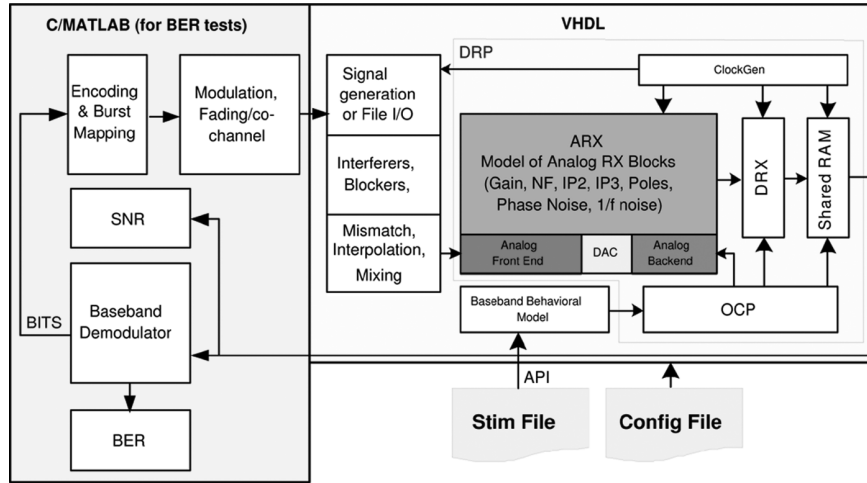 C/MATLAB (for BER tests)
VHDL
Encoding
& Burst
Mapping
Modulation,
Fading/co-
channel
SNR
Baseband
Demodulator
BITS
BER
Signal
generation
or File I/O
Interferers,
Blockers,
Mismatch,
Interpolation,
Mixing
DRP
ClockGen
ARX
Model of Analog RX Blocks
(Gain, NF, IP2, IP3, Poles,
Phase Noise, 1/f noise)
Analog
Front End
DAC
Analog
Backend
DRX
Shared RAM
Baseband Behavioral
Model
OCP
API
Stim File
Config File